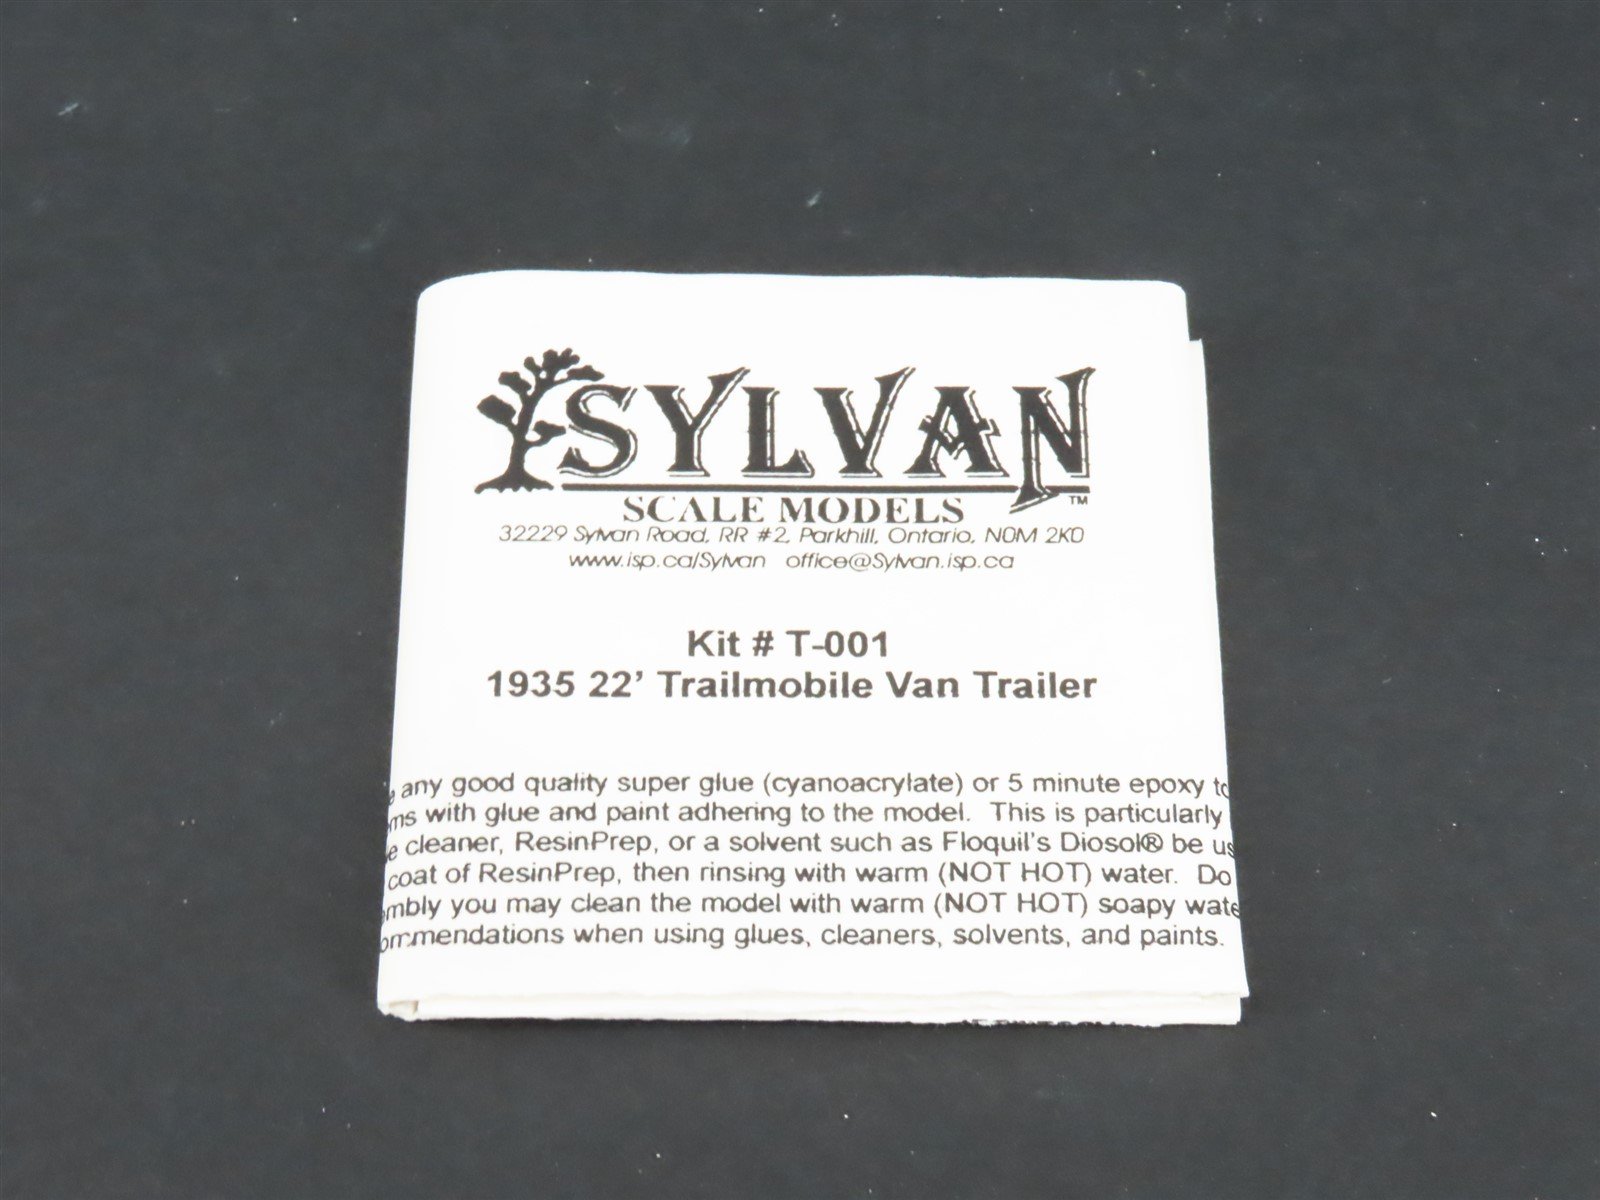 SYLVAN
SCALE MODELS
TM
32229 Sylvan Road, RR #2, Parkhill, Ontario, N0M 2K0
www.isp.ca/Sylvan office@Sylvan.isp.ca
Kit # T-001
1935 22' Trailmobile Van Trailer
any good quality super glue (cyanoacrylate) or 5 minute epoxy to
with glue and paint adhering to the model. This is particularly
cleaner, ResinPrep, or a solvent such as Floquil's Diosol® be
coat of ResinPrep, then rinsing with warm (NOT HOT) water. Do
you may clean the model with warm (NOT HOT) soapy
when using glues, cleaners, solvents, and paints.